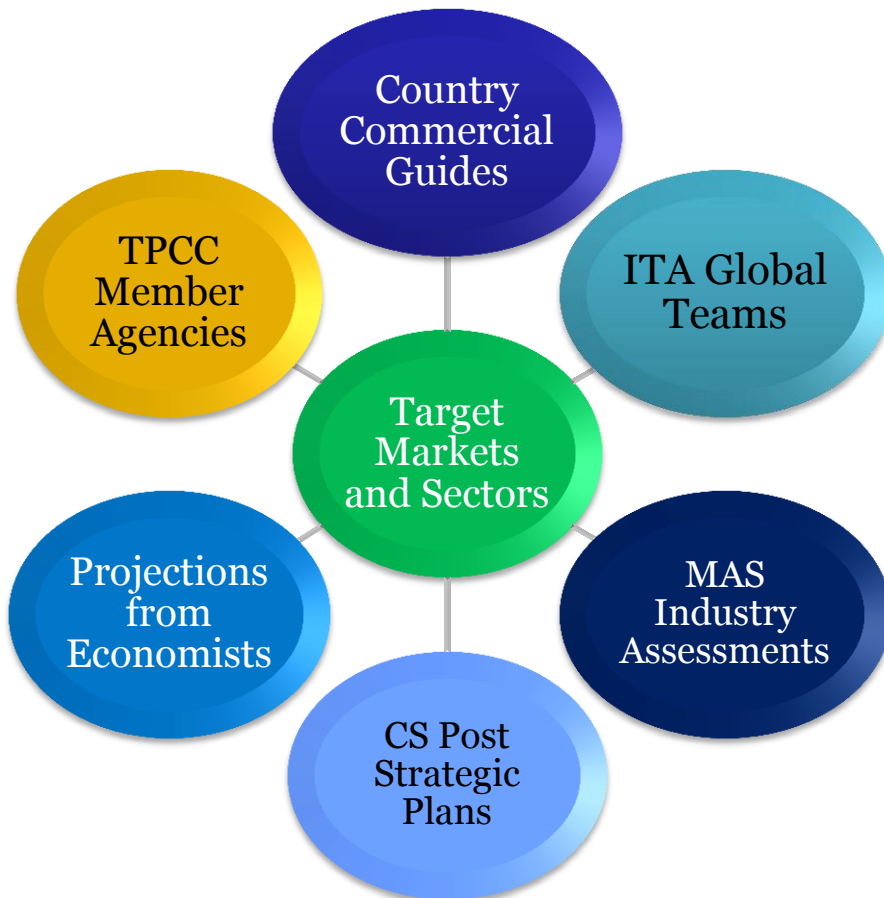 Country
Commercial
Guides
TPCC
Member
Agencies
ITA Global
Teams
Target
Markets
and Sectors
Projections
from
Economists
MAS
Industry
Assessments
CS Post
Strategic
Plans